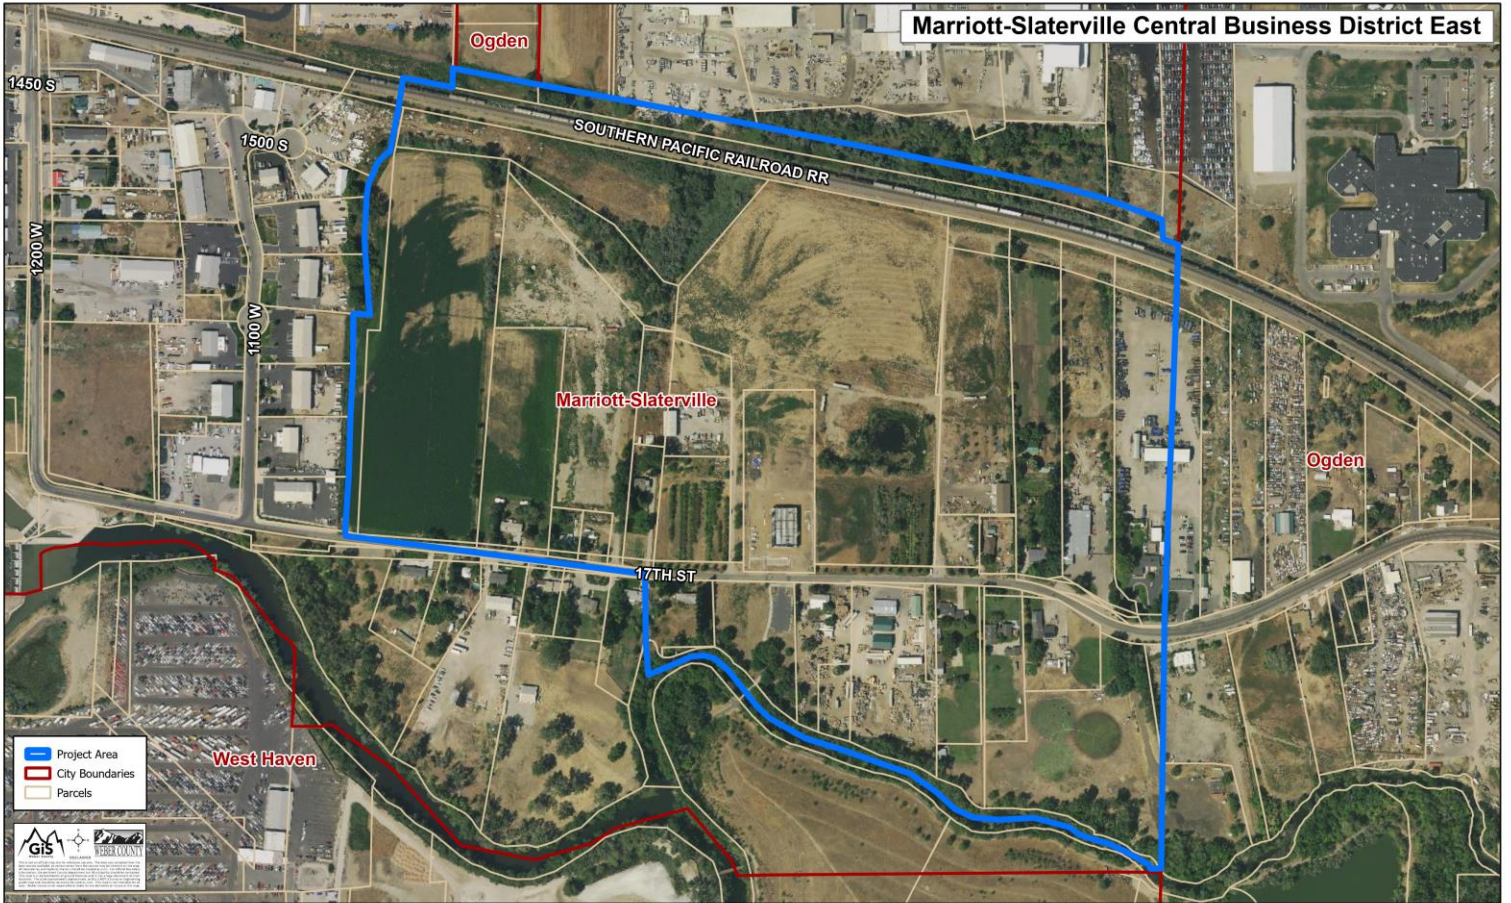 Marriott-Slaterville Central Business District East
Ogden
1450 S
1500 S
SOUTHERN PACIFIC RAILROAD RR
1200 W
1100 W
Marriott-Slaterville
Ogden
17TH ST
West Haven
Project Area
City Boundaries
Parcels
GIS
WEBER COUNTY